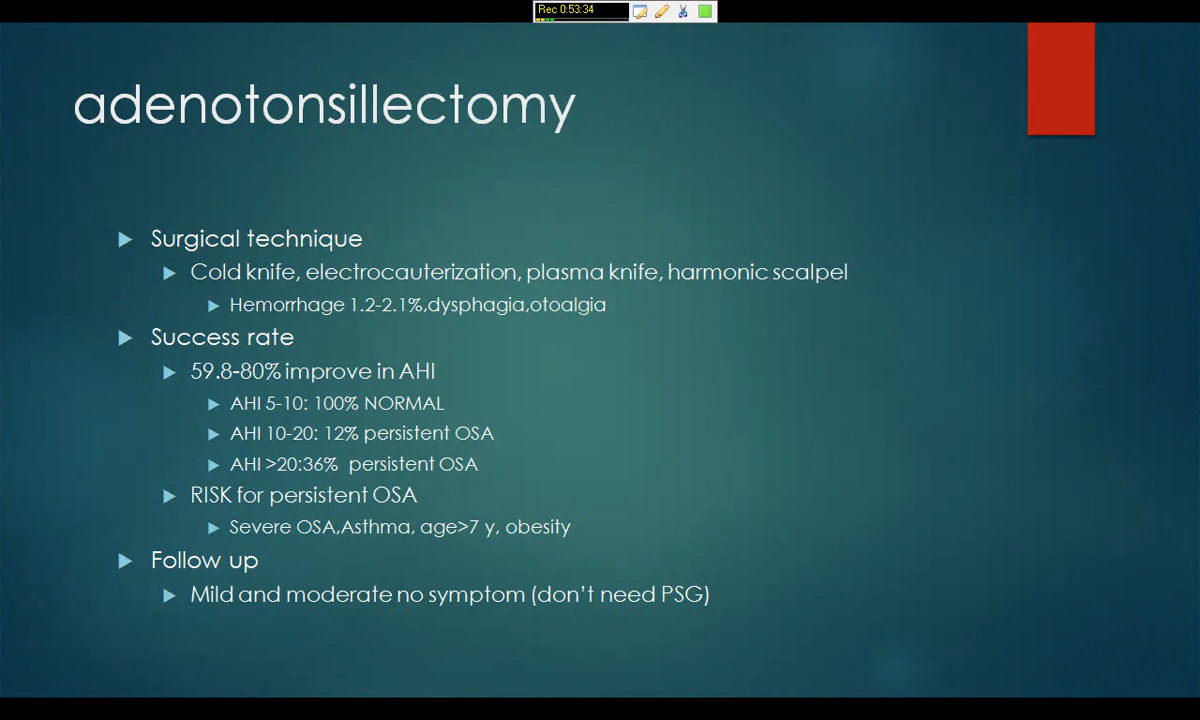 Rec 0:53:34
adenotonsillectomy
Surgical technique
Cold knife, electrocauterization, plasma knife, harmonic scalpel
Hemorrhage 1.2-2.1%,dysphagia,otoalgia
Success rate
59.8-80% improve in AHI
AHI 5-10: 100% NORMAL
AHI 10-20: 12% persistent OSA
AHI >20:36%  persistent OSA
RISK for persistent OSA
Severe OSA,Asthma, age>7 y, obesity
Follow up
Mild and moderate no symptom (don’t need PSG)